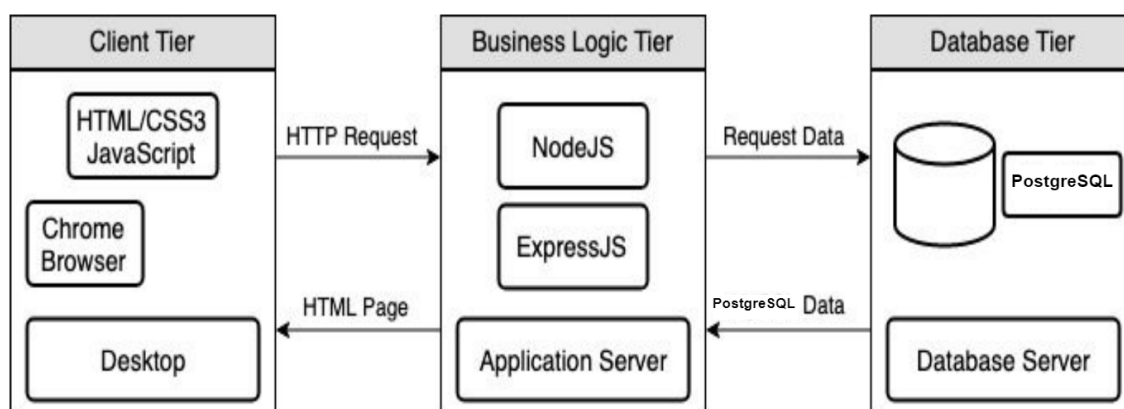 Client Tier
Business Logic Tier
Database Tier
HTML/CSS3
JavaScript
HTTP Request
NodeJS
Request Data
PostgreSQL
Chrome
Browser
ExpressJS
HTML Page
PostgreSQL Data
Desktop
Application Server
Database Server